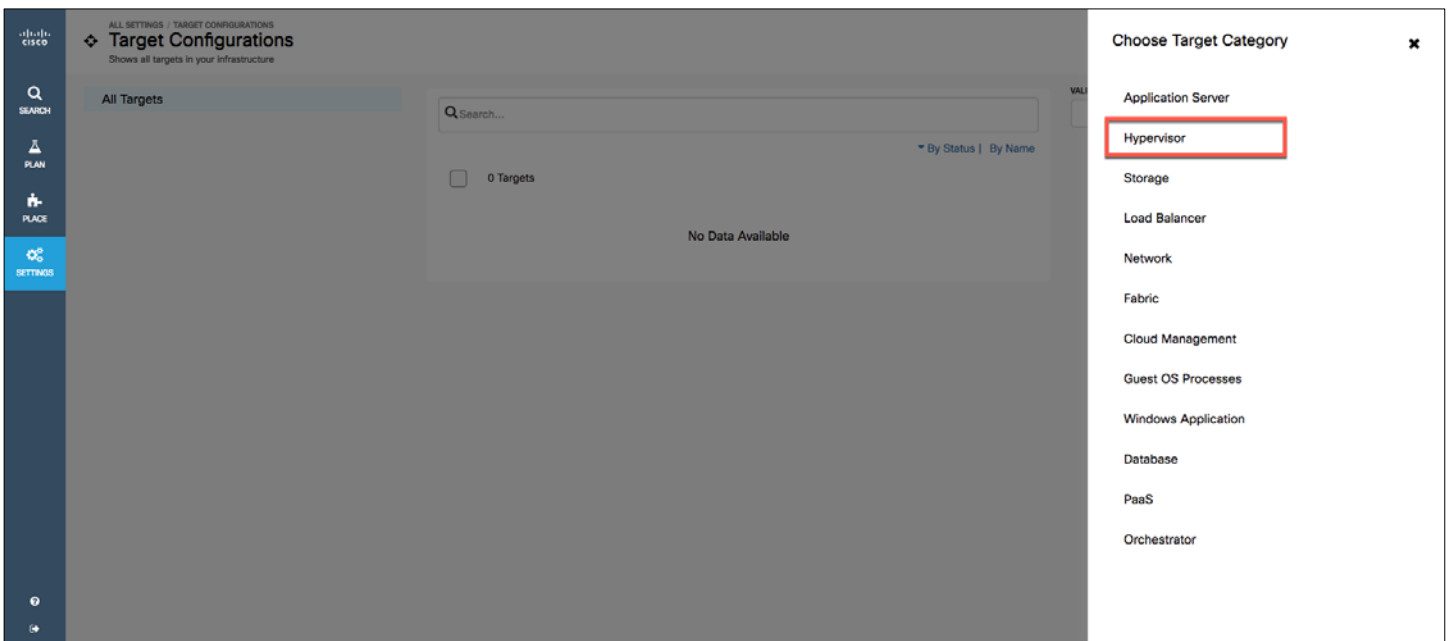 cisco
SEARCH
PLAN
PLACE
SETTINGS
ALL SETTINGS / TARGET CONFIGURATIONS
Target Configurations
Shows all targets in your infrastructure
All Targets
Search...
By Status | By Name
0 Targets
No Data Available
VALI
Choose Target Category
Application Server
Hypervisor
Storage
Load Balancer
Network
Fabric
Cloud Management
Guest OS Processes
Windows Application
Database
PaaS
Orchestrator